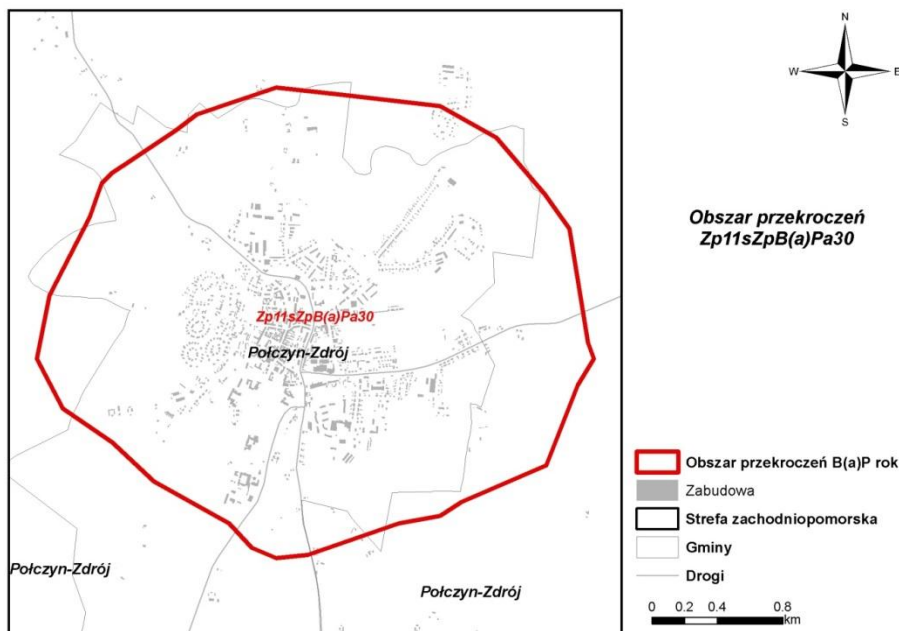 N
W E
S
Obszar przekroczeń
Zp11sZpB(a)Pa30
Zp11sZpB(a)Pa30
Połczyn-Zdrój
Połczyn-Zdrój
Połczyn-Zdrój
Obszar przekroczeń B(a)P rok
Zabudowa
Strefa zachodniopomorska
Gminy
Drogi
0 0.2 0.4 0.8
km